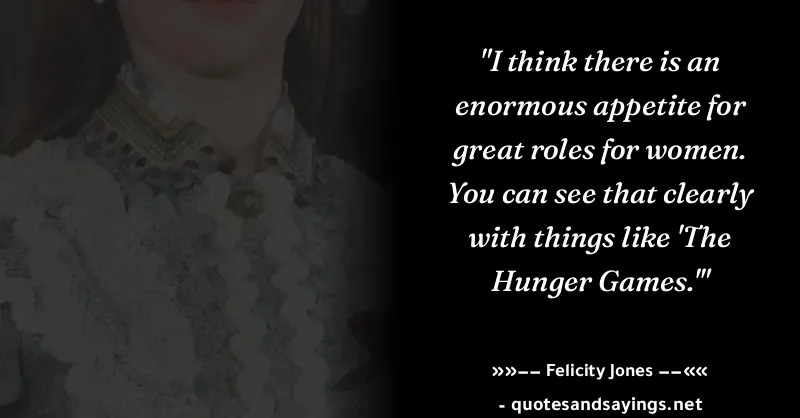 "I think there is an
enormous appetite for
great roles for women.
You can see that clearly
with things like 'The
Hunger Games.'"
»»−− Felicity Jones −−««
- quotesandsayings.net